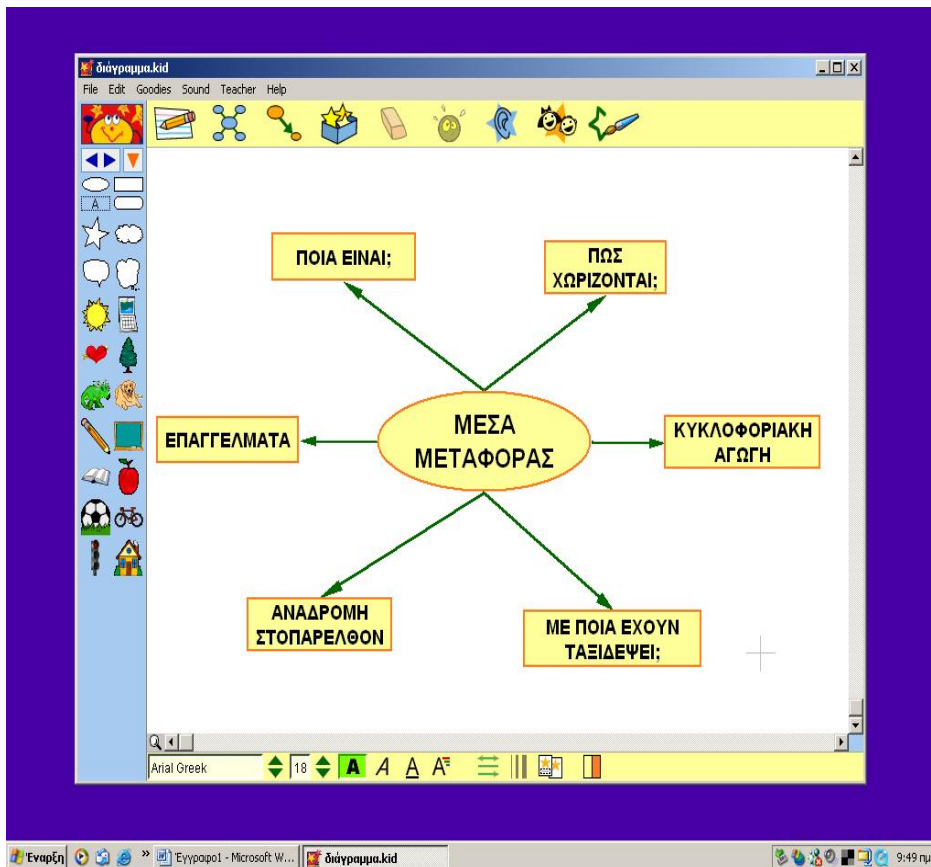 διάγραμμα.kid
File Edit Goodies Sound Teacher Help
A
ΠΟΙΑ ΕΙΝΑΙ;
ΠΩΣ
ΧΩΡΙΖΟΝΤΑΙ;
ΕΠΑΓΓΕΛΜΑΤΑ
ΜΕΣΑ
ΜΕΤΑΦΟΡΑΣ
ΚΥΚΛΟΦΟΡΙΑΚΗ
ΑΓΩΓΗ
ΑΝΑΔΡΟΜΗ
ΣΤΟΠΑΡΕΛΘΟΝ
ΜΕ ΠΟΙΑ ΕΧΟΥΝ
ΤΑΞΙΔΕΨΕΙ;
Arial Greek 18 A A A A
Έναρξη » Έγγραφο1 - Microsoft W... διάγραμμα.kid 9:49 πμ